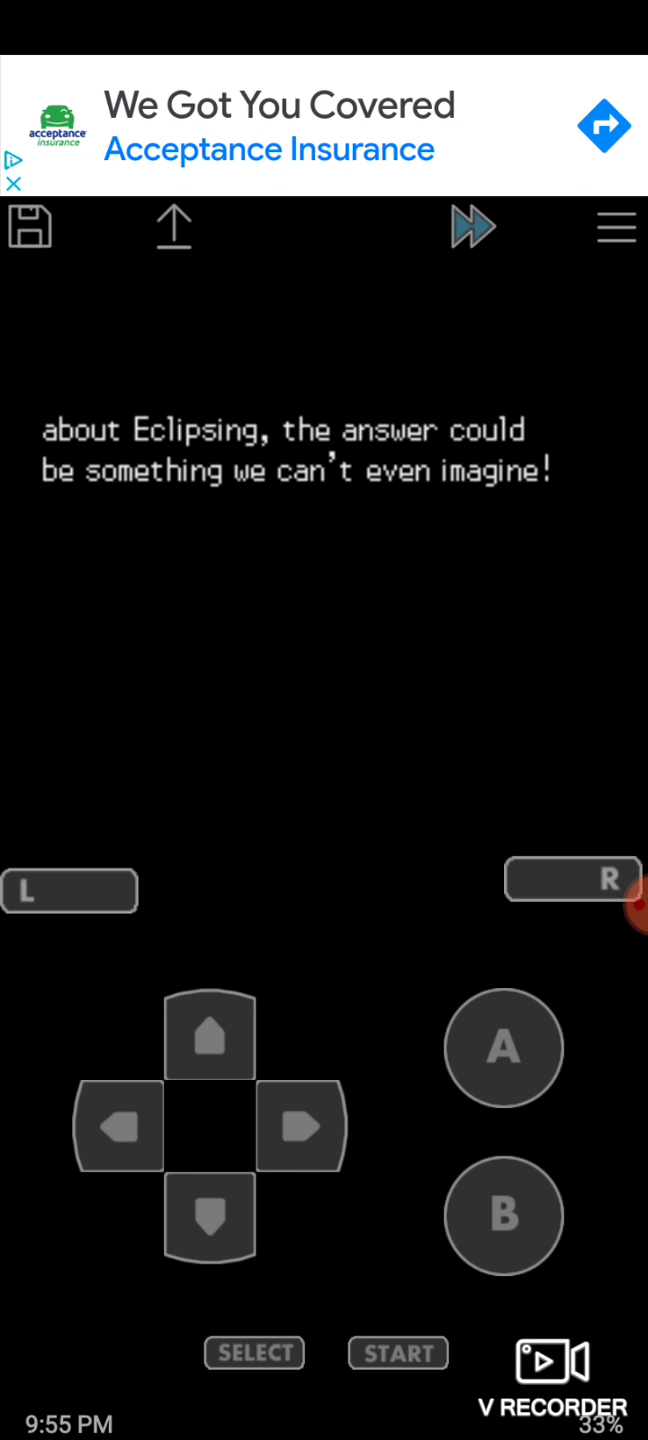 We Got You Covered
acceptance
insurance
Acceptance Insurance
about Eclipsing, the answer could
be something we can't even imagine!
L
R
A
B
SELECT
START
V RECORDER
9:55 PM
33%